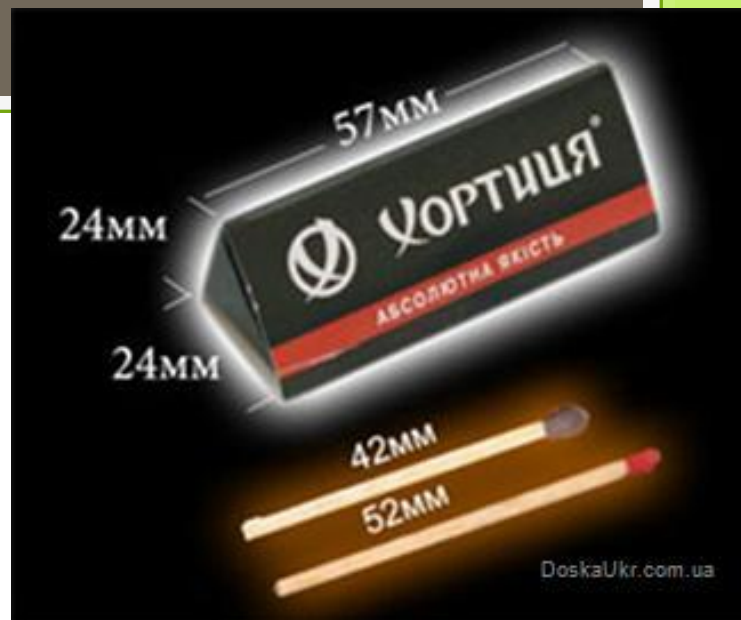 57мм
24мм
ХОРТИЦЯ®
АБСОЛЮТНА ЯКІСТЬ
24мм
42мм
52мм
DoskaUkr.com.ua